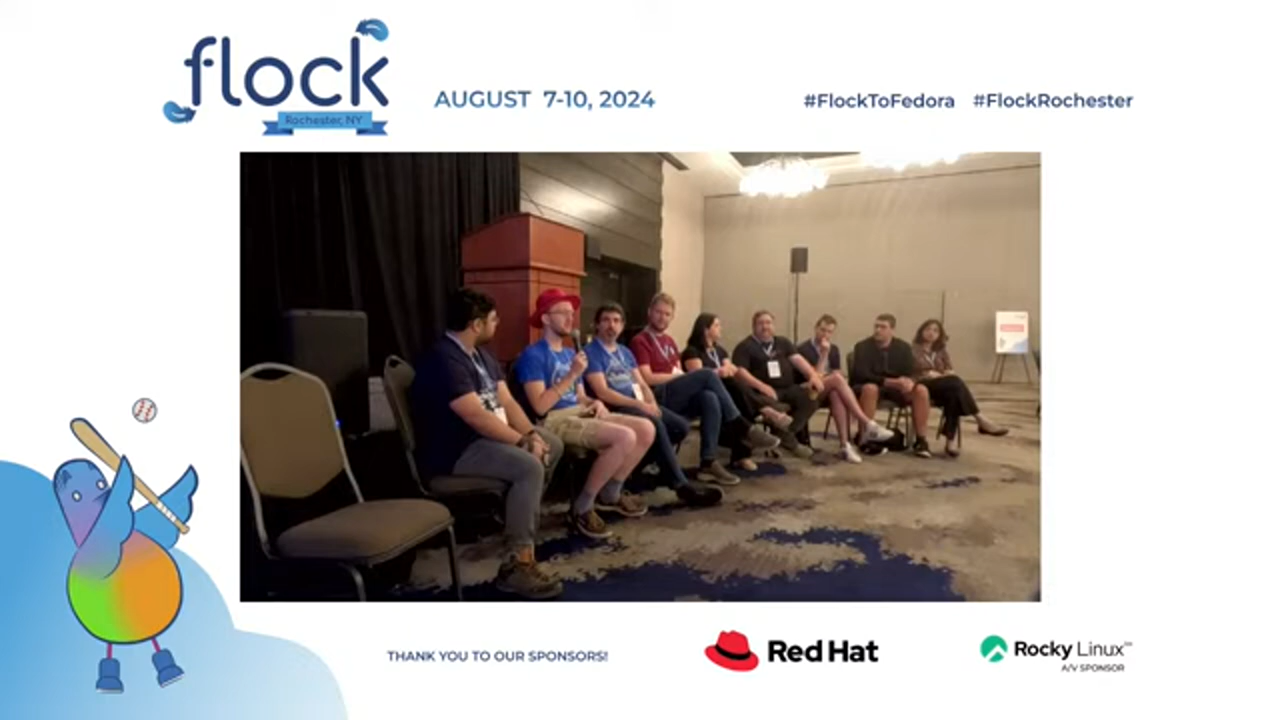 flock
Rochester, NY
AUGUST 7-10, 2024
#FlockToFedora #FlockRochester
THANK YOU TO OUR SPONSORS!
Red Hat
Rocky Linux™
A/V SPONSOR